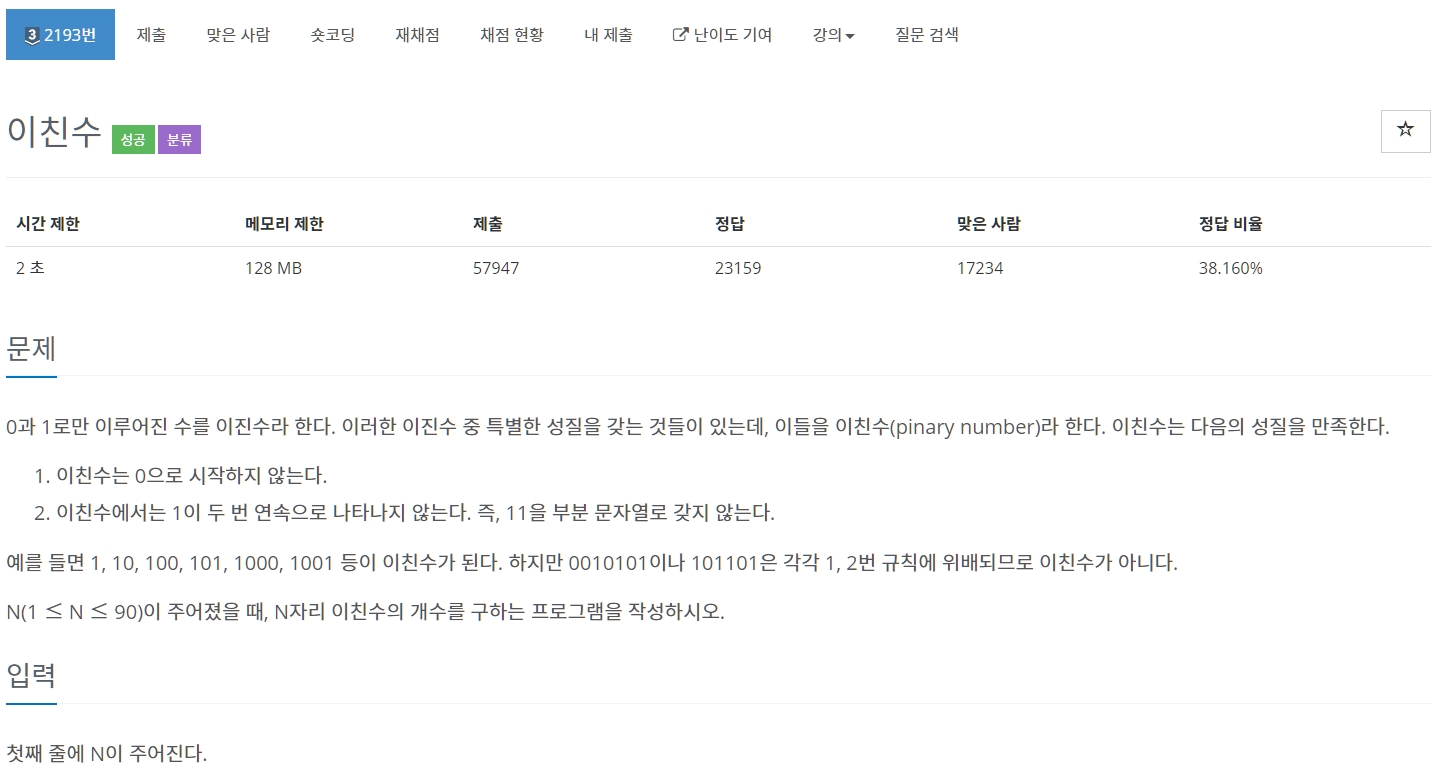 3 2193번 제출 맞은 사람 숏코딩 재채점 채점 현황 내 제출 난이도 기여 강의 질문 검색
이친수 성공 분류
시간 제한 메모리 제한 제출 정답 맞은 사람 정답 비율
2 초 128 MB 57947 23159 17234 38.160%
문제
0과 1로만 이루어진 수를 이진수라 한다. 이러한 이진수 중 특별한 성질을 갖는 것들이 있는데, 이들을 이친수(pinary number)라 한다. 이친수는 다음의 성질을 만족한다.
1. 이친수는 0으로 시작하지 않는다.
2. 이친수에서는 1이 두 번 연속으로 나타나지 않는다. 즉, 11을 부분 문자열로 갖지 않는다.
예를 들면 1, 10, 100, 101, 1000, 1001 등이 이친수가 된다. 하지만 0010101이나 101101은 각각 1, 2번 규칙에 위배되므로 이친수가 아니다.
N(1 ≤ N ≤ 90)이 주어졌을 때, N자리 이친수의 개수를 구하는 프로그램을 작성하시오.
입력
첫째 줄에 N이 주어진다.